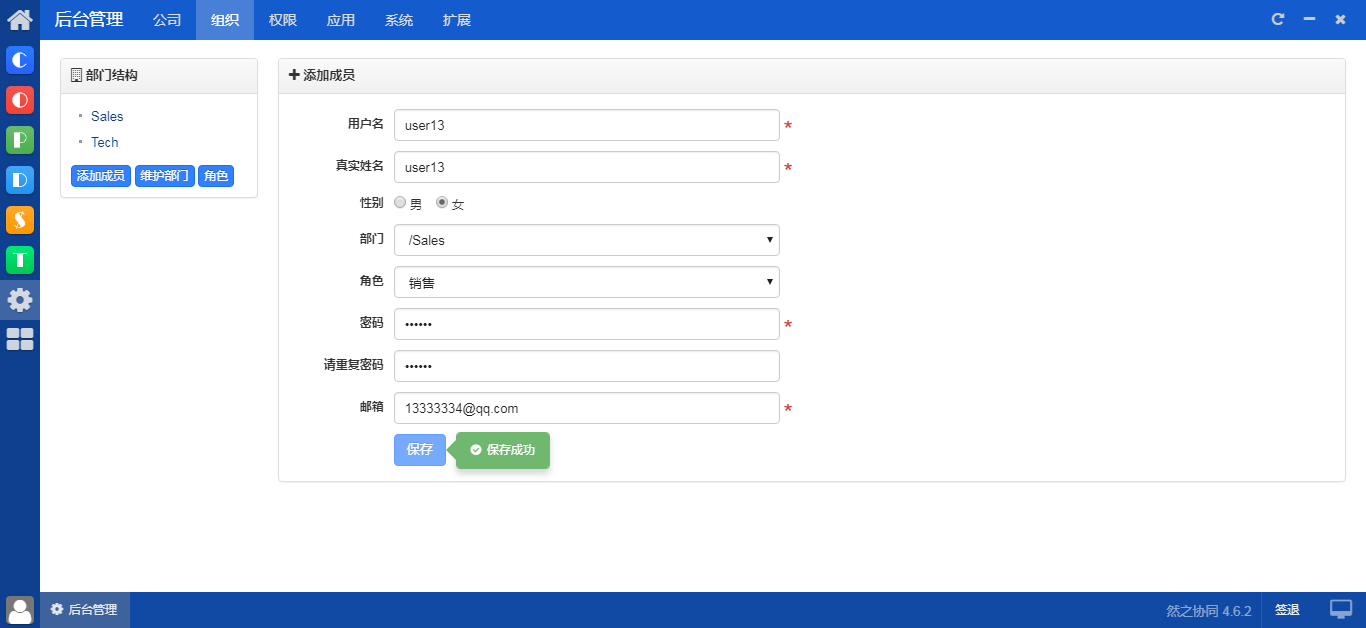 后台管理 公司 组织 权限 应用 系统 扩展
部门结构
Sales
Tech
添加成员 维护部门 角色
添加成员
用户名 user13 *
真实姓名 user13 *
性别 男 女
部门 /Sales
角色 销售
密码 •••••• *
请重复密码 ••••••
邮箱 13333334@qq.com *
保存 保存成功
后台管理 然之协同 4.6.2 签退